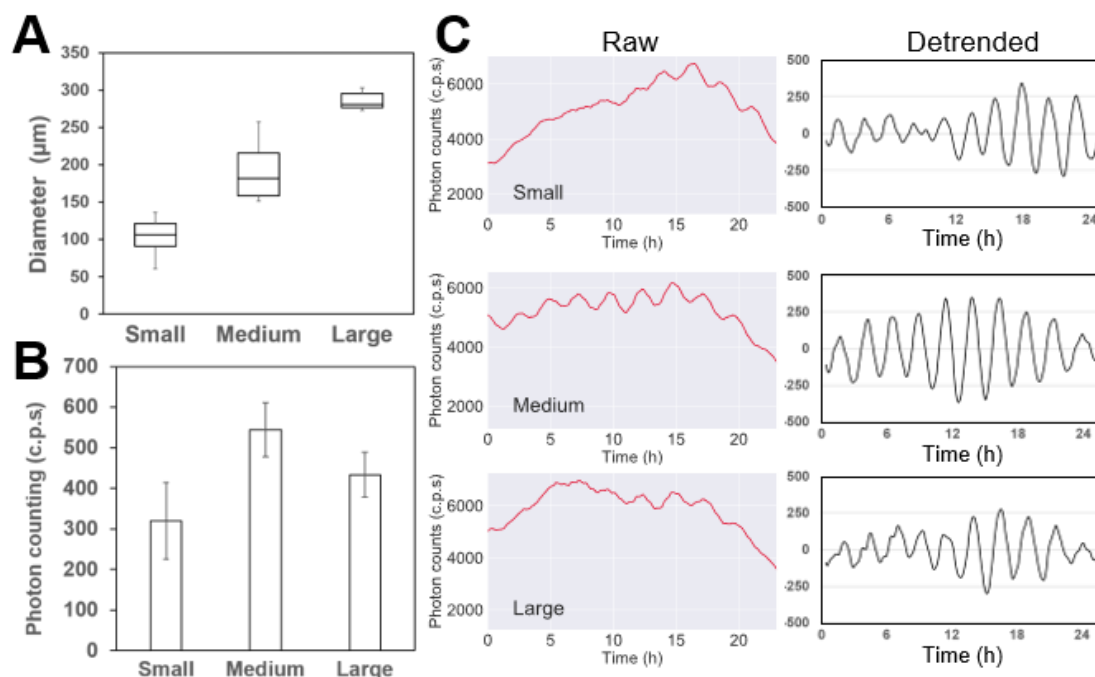 A
Diameter (μm)
350
300
250
200
150
100
50
0
Small Medium Large
B
Photon counting (c.p.s)
700
600
500
400
300
200
100
0
Small Medium Large
C
Raw
Detrended
Photon counts (c.p.s)
6000
4000
2000
Small
0 5 10 15 20
Time (h)
500
250
0
-250
-500
0 6 12 18 24
Time (h)
Photon counts (c.p.s)
6000
4000
2000
Medium
0 5 10 15 20
Time (h)
500
250
0
-250
-500
0 6 12 18 24
Time (h)
Photon counts (c.p.s)
6000
4000
2000
Large
0 5 10 15 20
Time (h)
500
250
0
-250
-500
0 6 12 18 24
Time (h)